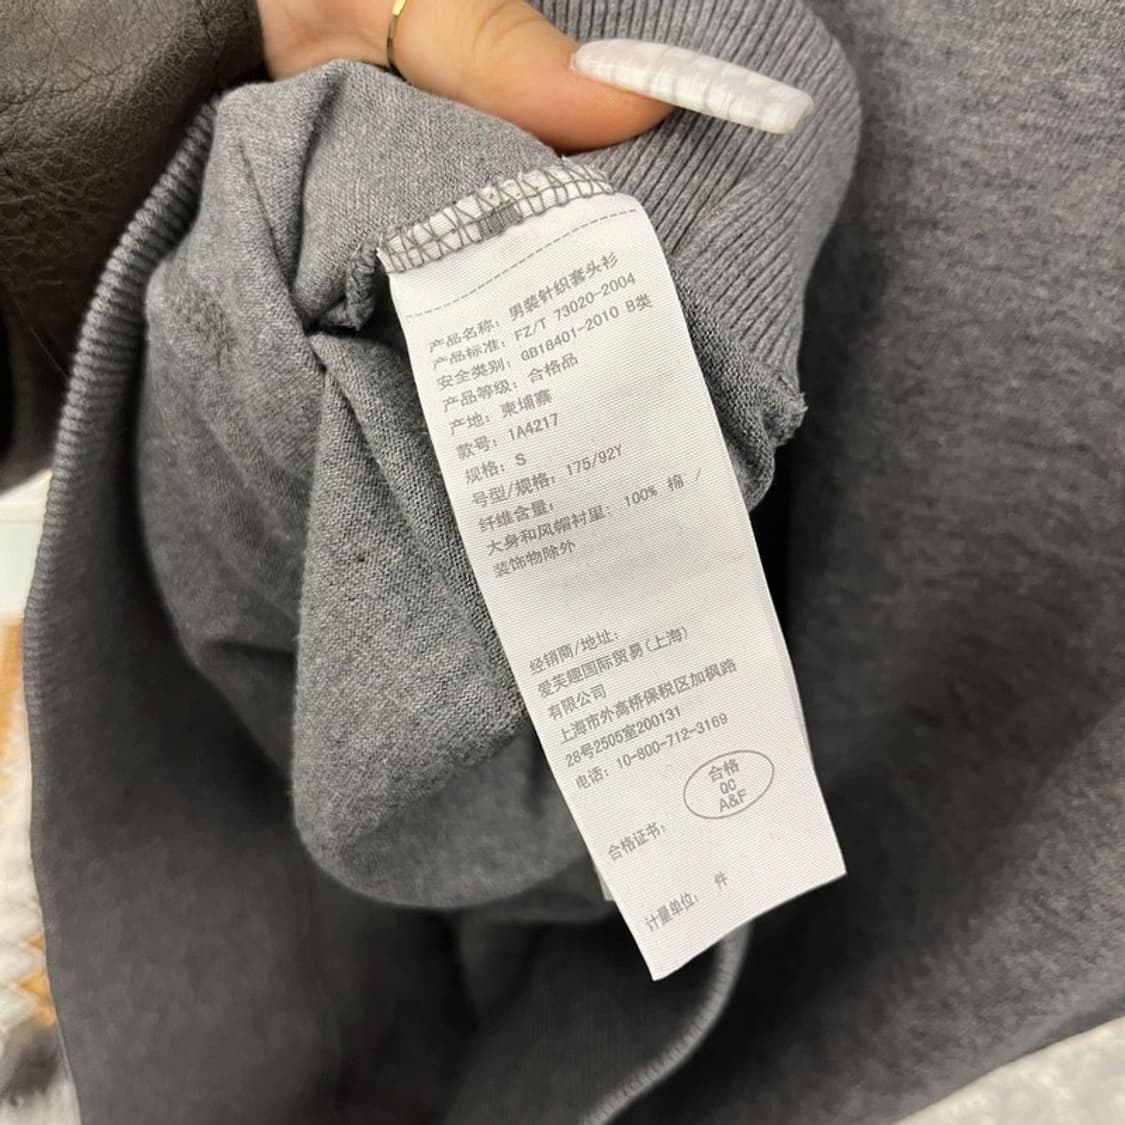 产品名称: 男装针织套头衫
产品标准: FZ/T 73020-2004
安全类别: GB18401-2010 B类
产品等级: 合格品
产地: 柬埔寨
款号: 1A4217
规格: S
号型/规格: 175/92Y
纤维含量:
大身和风帽衬里: 100% 棉 /
装饰物除外
经销商/地址:
爱芙趣国际贸易(上海)
有限公司
上海市外高桥保税区加枫路
28号2505室200131
电话: 10-800-712-3169
合格
QC
A&F
合格证书:
计量单位: 件